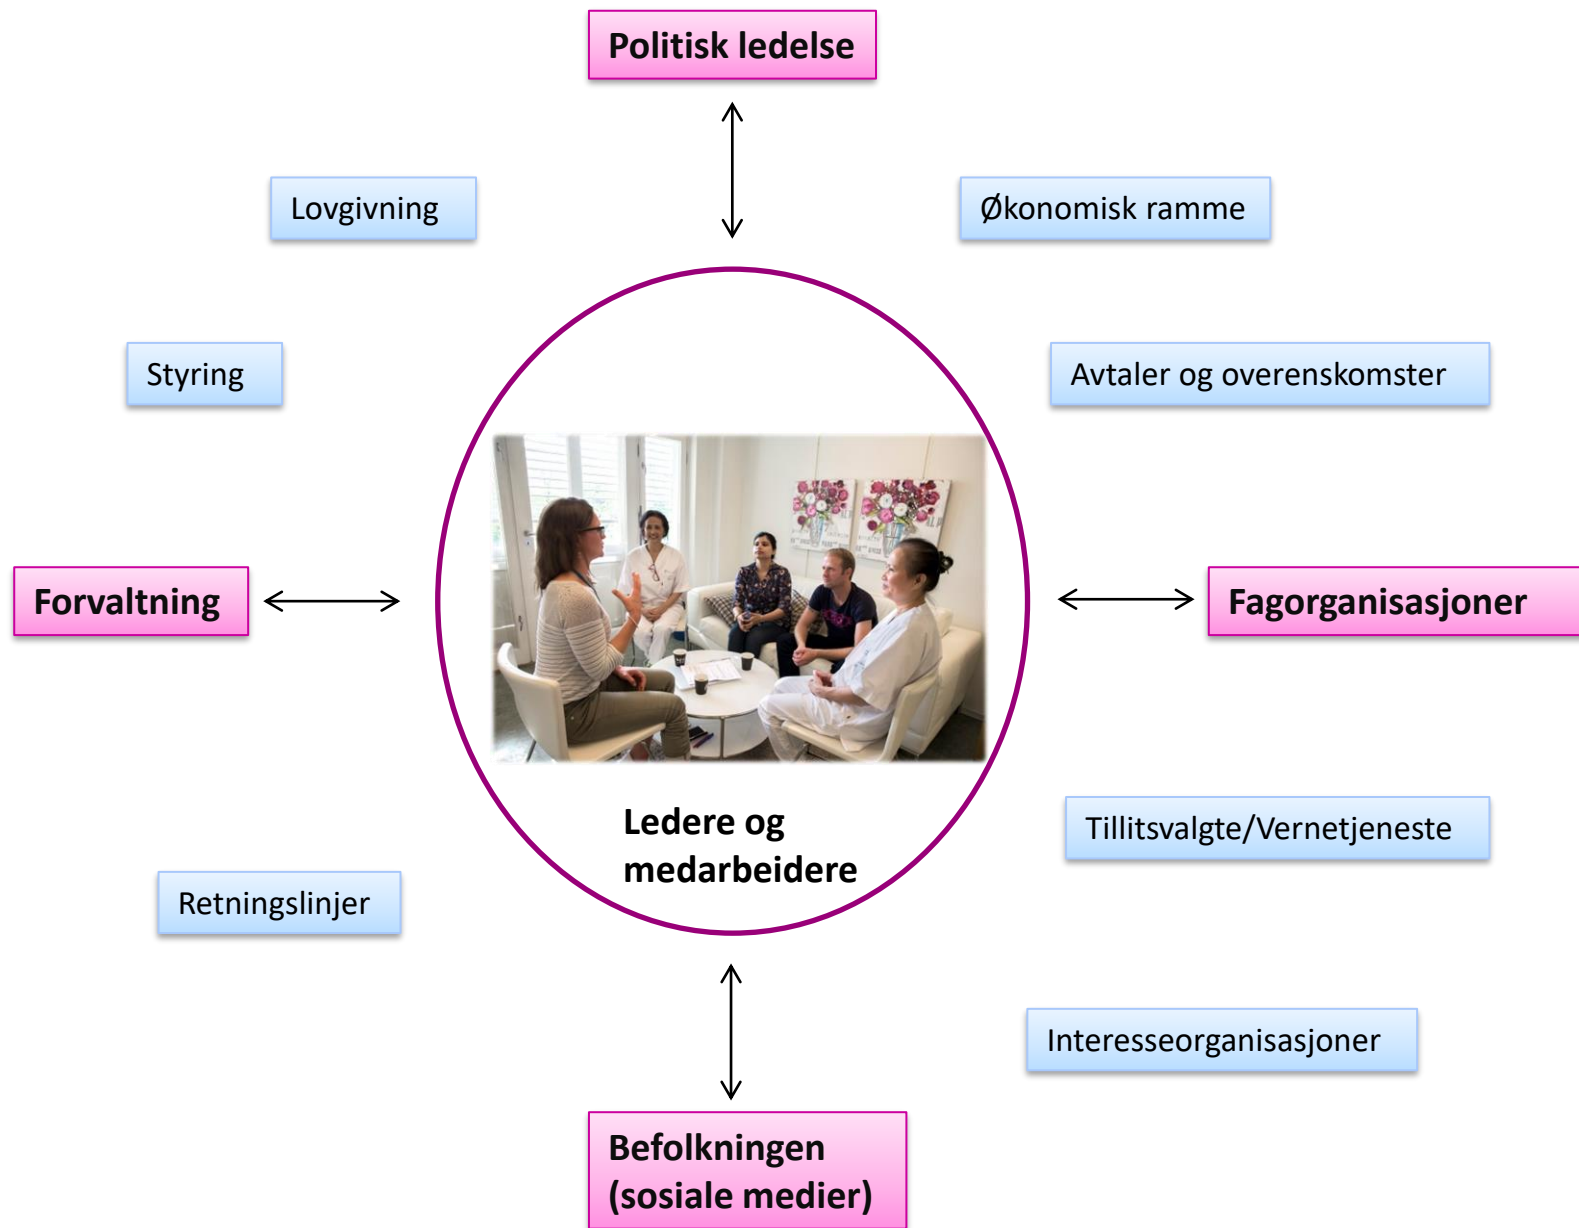 Politisk ledelse
Lovgivning
Økonomisk ramme
Styring
Avtaler og overenskomster
Forvaltning
Fagorganisasjoner
Ledere og
medarbeidere
Tillitsvalgte/Vernetjeneste
Retningslinjer
Interesseorganisasjoner
Befolkningen
(sosiale medier)